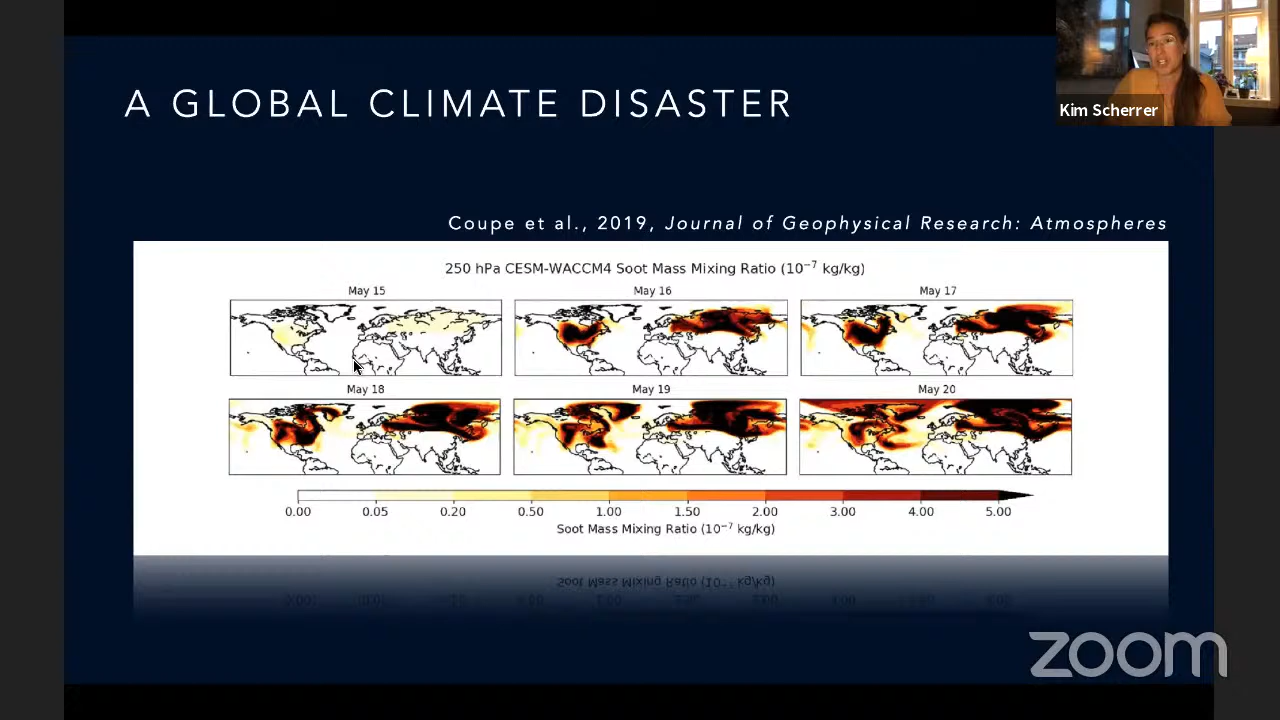 Kim Scherrer
A GLOBAL CLIMATE DISASTER
Coupe et al., 2019, Journal of Geophysical Research: Atmospheres
250 hPa CESM-WACCM4 Soot Mass Mixing Ratio (10⁻⁷ kg/kg)
May 15 May 16 May 17
May 18 May 19 May 20
0.00 0.05 0.20 0.50 1.00 1.50 2.00 3.00 4.00 5.00
Soot Mass Mixing Ratio (10⁻⁷ kg/kg)
zoom